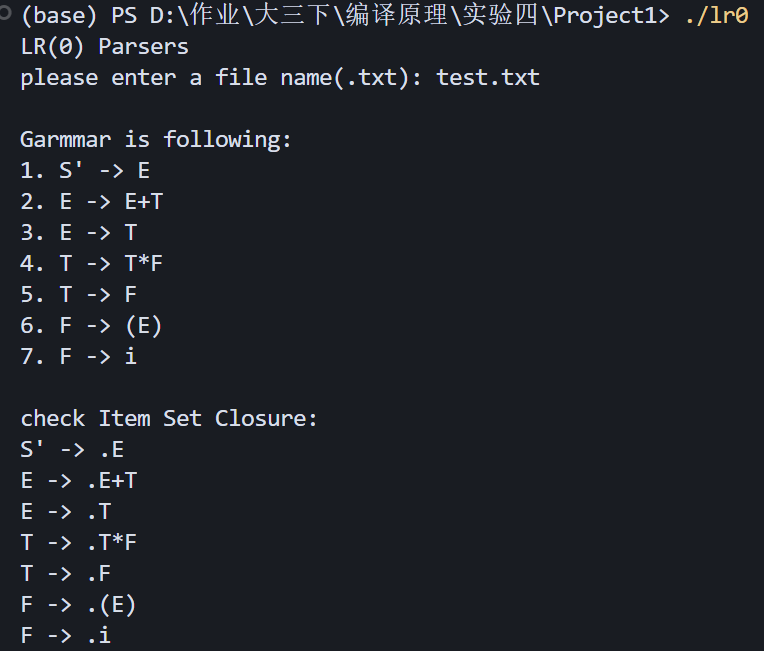 (base) PS D:\作业\大三下\编译原理\实验四\Project1> ./lr0
LR(0) Parsers
please enter a file name(.txt): test.txt
Garmmar is following:
1. S' -> E
2. E -> E+T
3. E -> T
4. T -> T*F
5. T -> F
6. F -> (E)
7. F -> i
check Item Set Closure:
S' -> .E
E -> .E+T
E -> .T
T -> .T*F
T -> .F
F -> .(E)
F -> .i